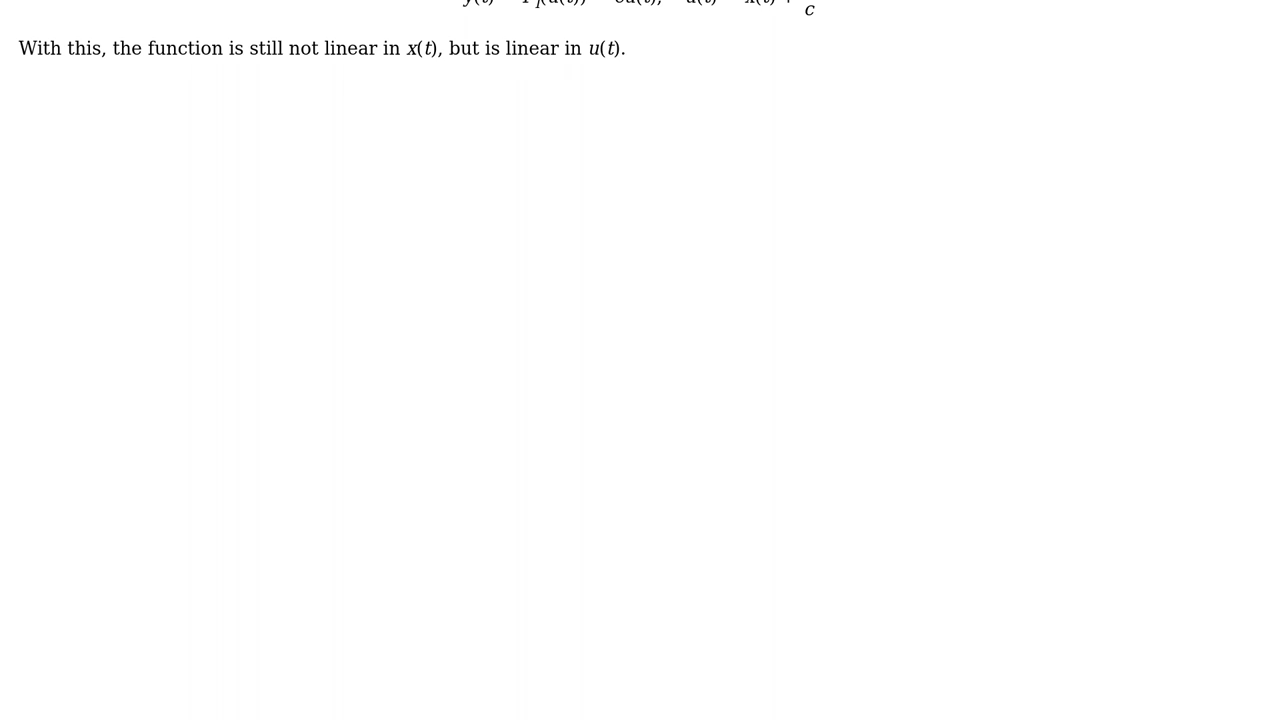 c
With this, the function is still not linear in x(t), but is linear in u(t).